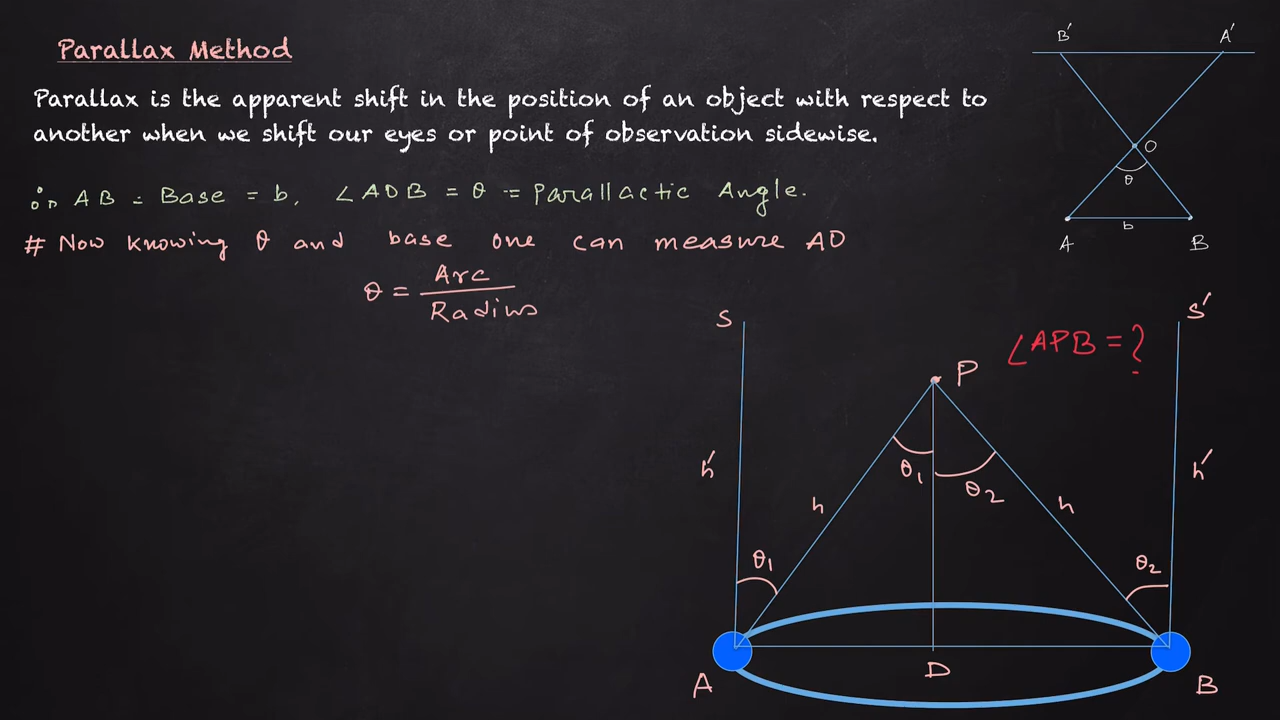 Parallax Method
Parallax is the apparent shift in the position of an object with respect to
another when we shift our eyes or point of observation sidewise.
∴ AB = Base = b, ∠AOB = θ = Parallactic Angle.
# Now knowing θ and base one can measure AO
θ = Arc
Radius
B′ A′
O
θ
b
A B
S S′
∠APB = ?
P
h′ θ1 h′
θ2
h h
θ1 θ2
D
A B